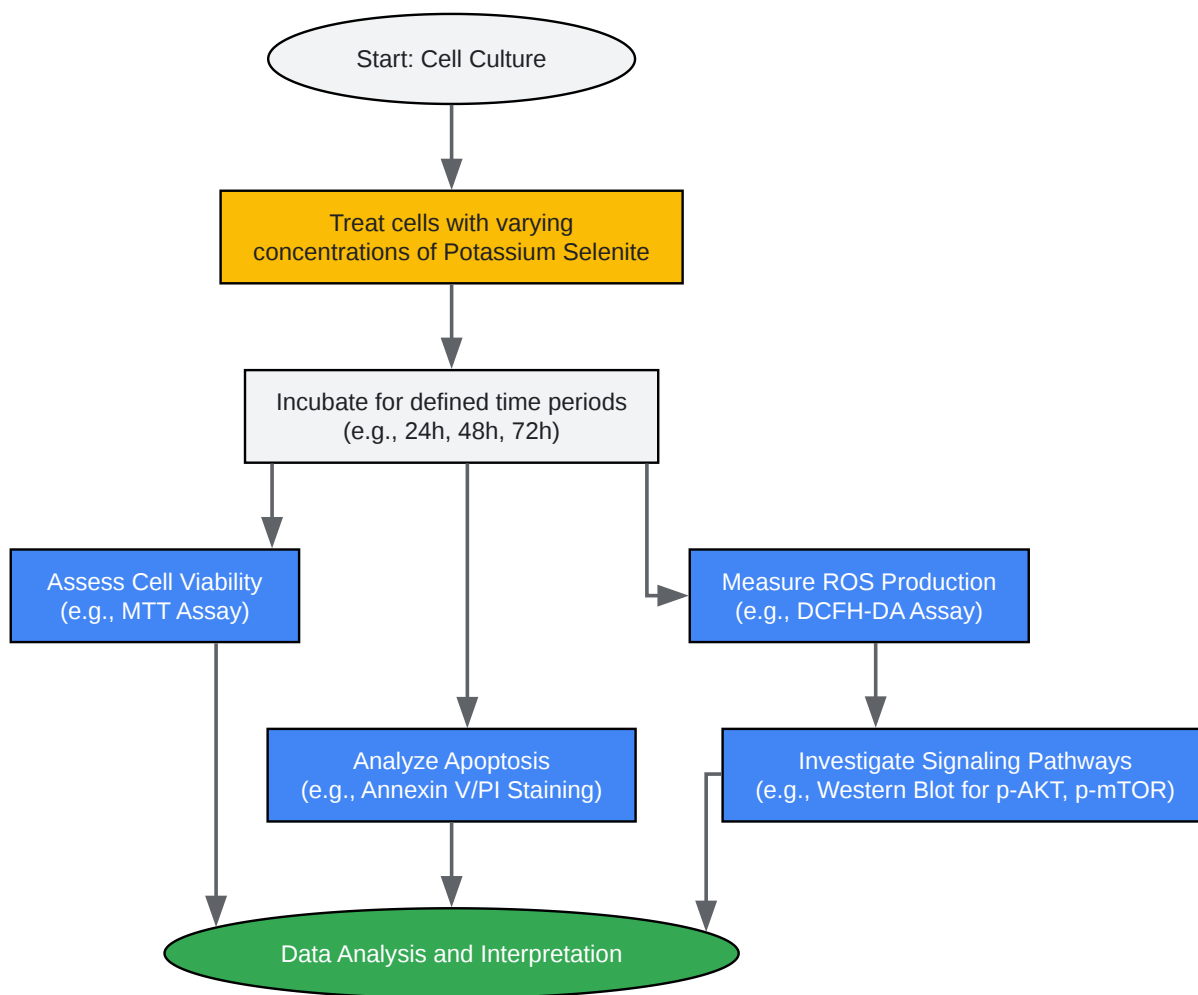 Start: Cell Culture
Treat cells with varying
concentrations of Potassium Selenite
Incubate for defined time periods
(e.g., 24h, 48h, 72h)
Assess Cell Viability
(e.g., MTT Assay)
Measure ROS Production
(e.g., DCFH-DA Assay)
Analyze Apoptosis
(e.g., Annexin V/PI Staining)
Investigate Signaling Pathways
(e.g., Western Blot for p-AKT, p-mTOR)
Data Analysis and Interpretation